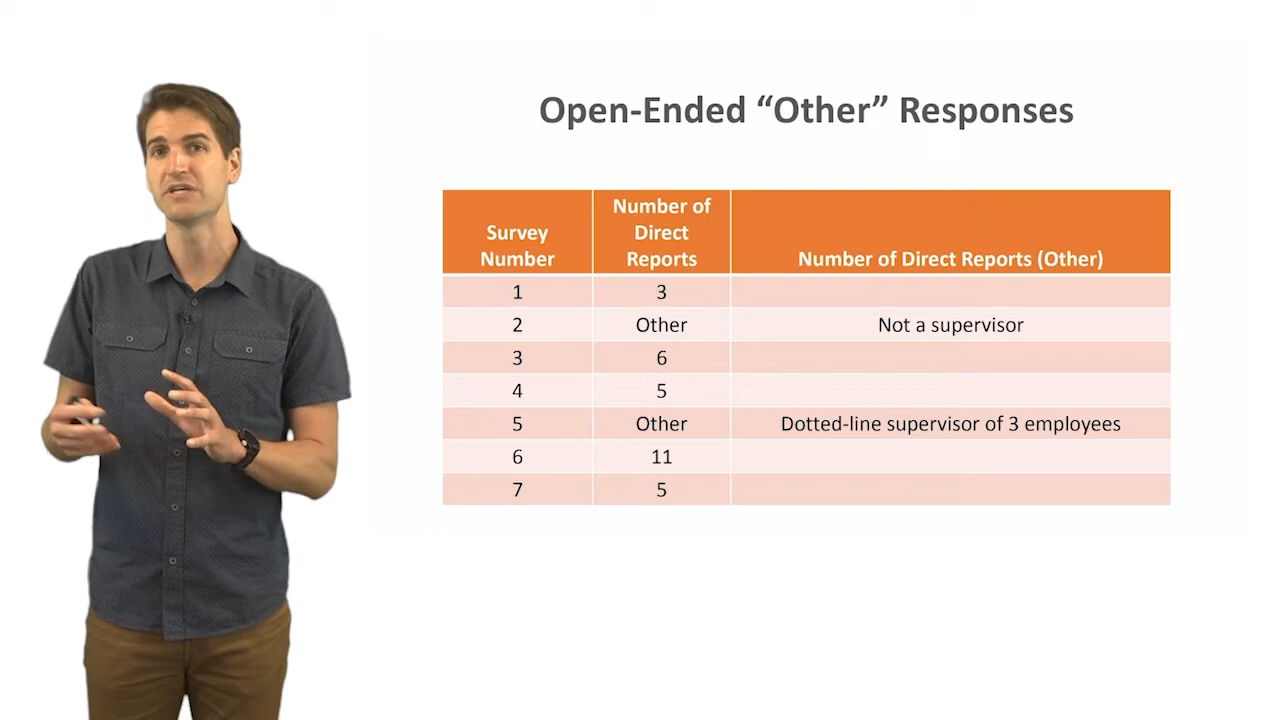 Open-Ended “Other” Responses
Survey Number
Number of Direct Reports
Number of Direct Reports (Other)
1 3
2 Other Not a supervisor
3 6
4 5
5 Other Dotted-line supervisor of 3 employees
6 11
7 5